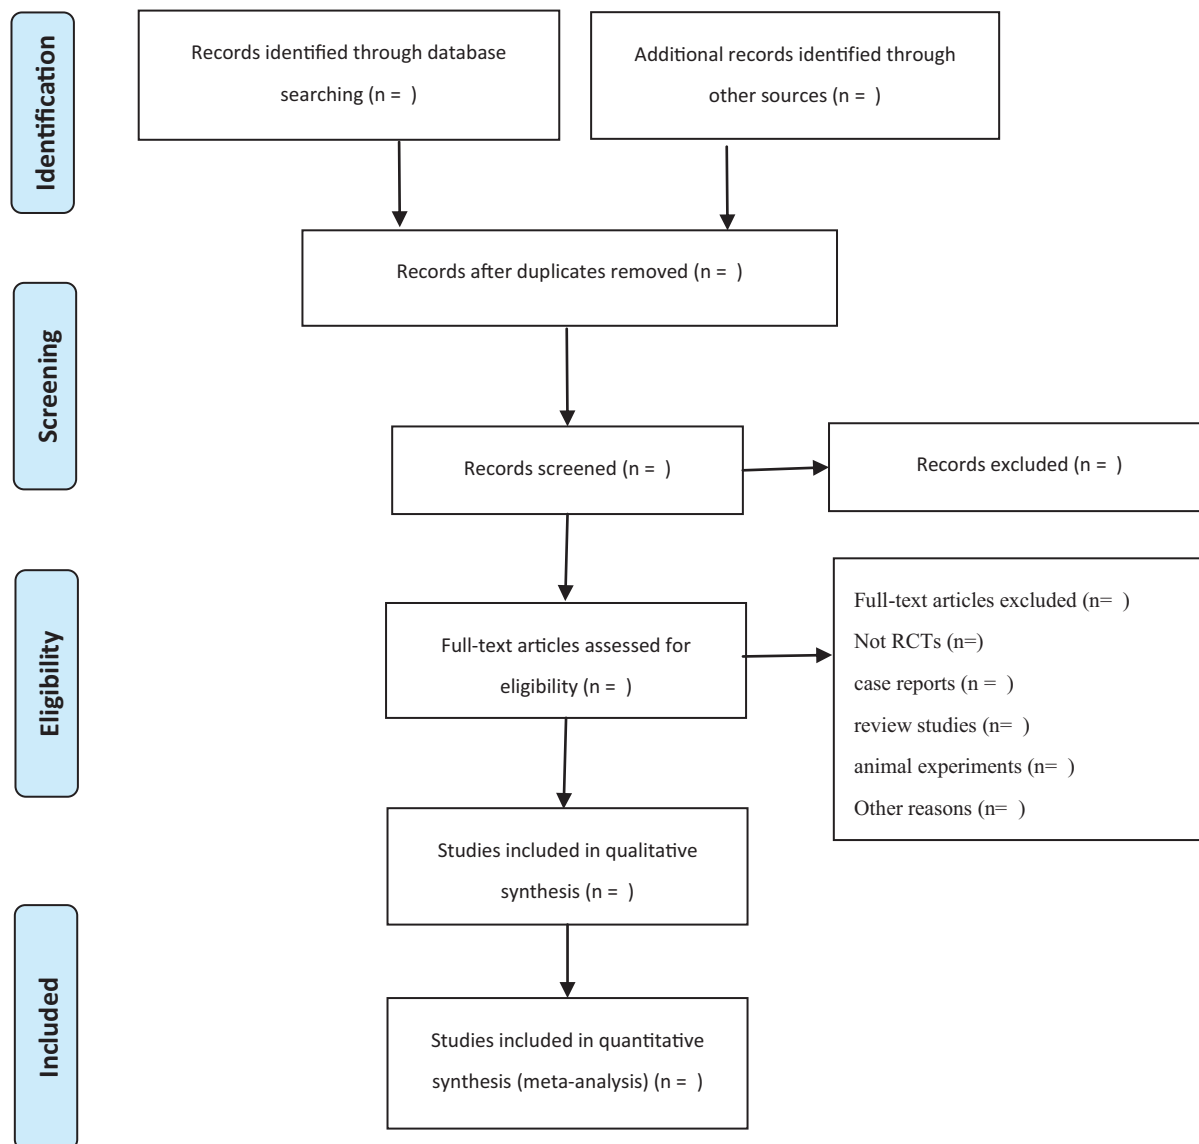 Identification
Records identified through database
searching (n =  )
Additional records identified through
other sources (n =  )
Records after duplicates removed (n =  )
Screening
Records screened (n =  )
Records excluded (n =  )
Eligibility
Full-text articles assessed for
eligibility (n =  )
Full-text articles excluded (n=  )
Not RCTs (n=)
case reports (n =  )
review studies (n=  )
animal experiments (n=  )
Other reasons (n=  )
Studies included in qualitative
synthesis (n =  )
Included
Studies included in quantitative
synthesis (meta-analysis) (n =  )